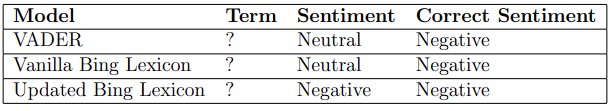 Model Term Sentiment Correct Sentiment
VADER ? Neutral Negative
Vanilla Bing Lexicon ? Neutral Negative
Updated Bing Lexicon ? Negative Negative